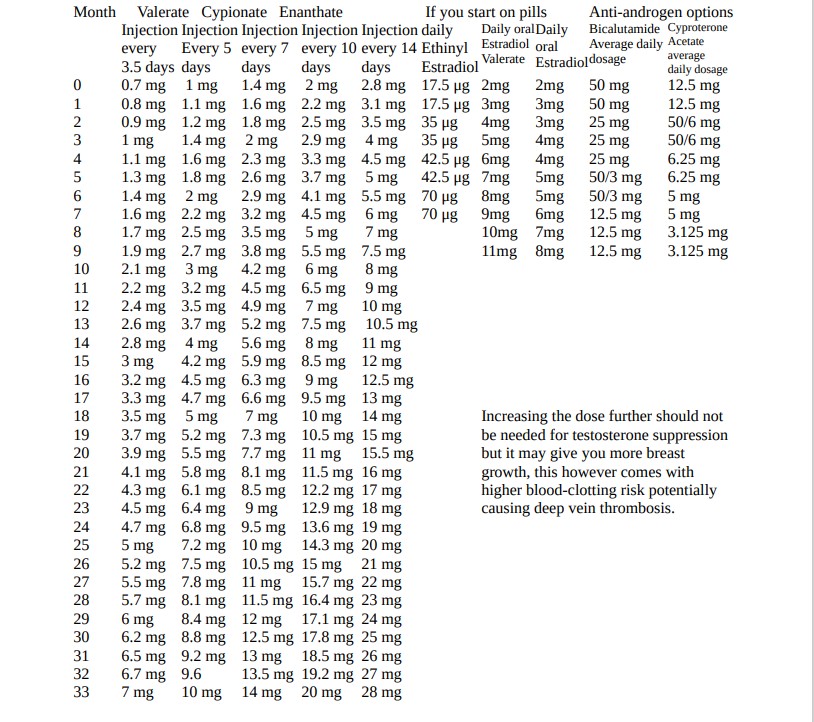 Month Valerate Cypionate Enanthate If you start on pills Anti-androgen options
Injection Injection Injection Injection Injection daily Daily oral Daily Bicalutamide Cyproterone
every Every 5 every 7 every 10 every 14 Ethinyl Estradiol oral Average daily Acetate
3.5 days days days days days Estradiol Valerate Estradiol dosage average
daily dosage
0 0.7 mg 1 mg 1.4 mg 2 mg 2.8 mg 17.5 μg 2mg 2mg 50 mg 12.5 mg
1 0.8 mg 1.1 mg 1.6 mg 2.2 mg 3.1 mg 17.5 μg 3mg 3mg 50 mg 12.5 mg
2 0.9 mg 1.2 mg 1.8 mg 2.5 mg 3.5 mg 35 μg 4mg 3mg 25 mg 50/6 mg
3 1 mg 1.4 mg 2 mg 2.9 mg 4 mg 35 μg 5mg 4mg 25 mg 50/6 mg
4 1.1 mg 1.6 mg 2.3 mg 3.3 mg 4.5 mg 42.5 μg 6mg 4mg 25 mg 6.25 mg
5 1.3 mg 1.8 mg 2.6 mg 3.7 mg 5 mg 42.5 μg 7mg 5mg 50/3 mg 6.25 mg
6 1.4 mg 2 mg 2.9 mg 4.1 mg 5.5 mg 70 μg 8mg 5mg 50/3 mg 5 mg
7 1.6 mg 2.2 mg 3.2 mg 4.5 mg 6 mg 70 μg 9mg 6mg 12.5 mg 5 mg
8 1.7 mg 2.5 mg 3.5 mg 5 mg 7 mg 10mg 7mg 12.5 mg 3.125 mg
9 1.9 mg 2.7 mg 3.8 mg 5.5 mg 7.5 mg 11mg 8mg 12.5 mg 3.125 mg
10 2.1 mg 3 mg 4.2 mg 6 mg 8 mg
11 2.2 mg 3.2 mg 4.5 mg 6.5 mg 9 mg
12 2.4 mg 3.5 mg 4.9 mg 7 mg 10 mg
13 2.6 mg 3.7 mg 5.2 mg 7.5 mg 10.5 mg
14 2.8 mg 4 mg 5.6 mg 8 mg 11 mg
15 3 mg 4.2 mg 5.9 mg 8.5 mg 12 mg
16 3.2 mg 4.5 mg 6.3 mg 9 mg 12.5 mg
17 3.3 mg 4.7 mg 6.6 mg 9.5 mg 13 mg
18 3.5 mg 5 mg 7 mg 10 mg 14 mg Increasing the dose further should not
19 3.7 mg 5.2 mg 7.3 mg 10.5 mg 15 mg be needed for testosterone suppression
20 3.9 mg 5.5 mg 7.7 mg 11 mg 15.5 mg but it may give you more breast
21 4.1 mg 5.8 mg 8.1 mg 11.5 mg 16 mg growth, this however comes with
22 4.3 mg 6.1 mg 8.5 mg 12.2 mg 17 mg higher blood-clotting risk potentially
23 4.5 mg 6.4 mg 9 mg 12.9 mg 18 mg causing deep vein thrombosis.
24 4.7 mg 6.8 mg 9.5 mg 13.6 mg 19 mg
25 5 mg 7.2 mg 10 mg 14.3 mg 20 mg
26 5.2 mg 7.5 mg 10.5 mg 15 mg 21 mg
27 5.5 mg 7.8 mg 11 mg 15.7 mg 22 mg
28 5.7 mg 8.1 mg 11.5 mg 16.4 mg 23 mg
29 6 mg 8.4 mg 12 mg 17.1 mg 24 mg
30 6.2 mg 8.8 mg 12.5 mg 17.8 mg 25 mg
31 6.5 mg 9.2 mg 13 mg 18.5 mg 26 mg
32 6.7 mg 9.6 13.5 mg 19.2 mg 27 mg
33 7 mg 10 mg 14 mg 20 mg 28 mg